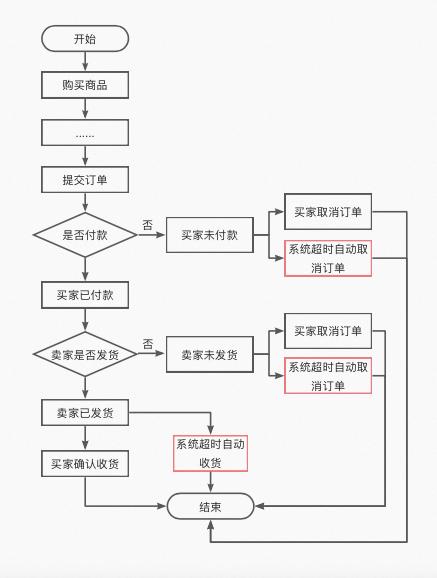 开始
购买商品
......
提交订单
是否付款
否
买家未付款
买家取消订单
系统超时自动取
消订单
买家已付款
卖家是否发货
否
卖家未发货
买家取消订单
系统超时自动取
消订单
卖家已发货
系统超时自动
收货
买家确认收货
结束